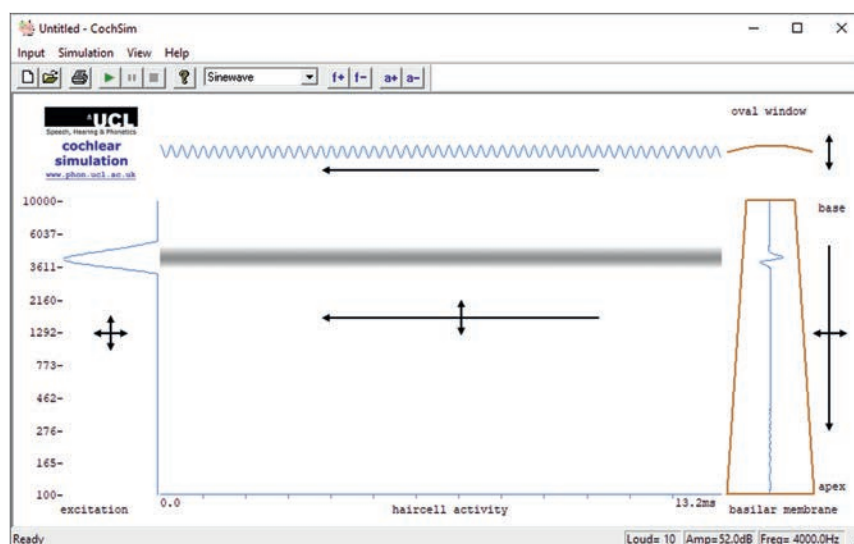 Untitled - CochSim
Input Simulation View Help
Sinewave f+ f- a+ a-
UCL
Speech, Hearing & Phonetics
cochlear
simulation
www.phon.ucl.ac.uk
oval window
10000-
base
6037-
3611-
2160-
1292-
773-
462-
276-
165-
apex
100-
0.0 13.2ms
excitation haircell activity basilar membrane
Ready Loud= 10 Amp=52.0dB Freq= 4000.0Hz